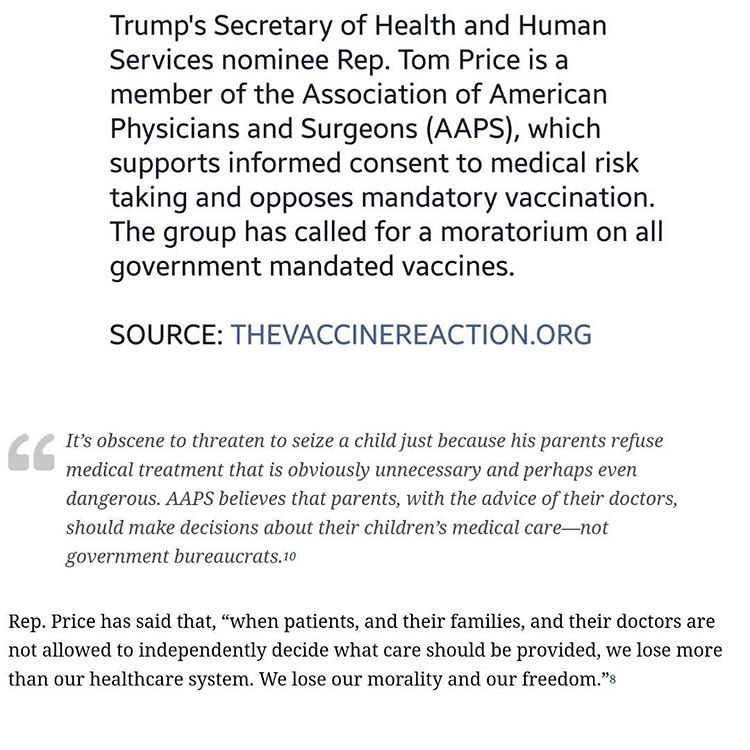 Trump's Secretary of Health and Human
Services nominee Rep. Tom Price is a
member of the Association of American
Physicians and Surgeons (AAPS), which
supports informed consent to medical risk
taking and opposes mandatory vaccination.
The group has called for a moratorium on all
government mandated vaccines.
SOURCE: THEVACCINEREACTION.ORG
It’s obscene to threaten to seize a child just because his parents refuse
medical treatment that is obviously unnecessary and perhaps even
dangerous. AAPS believes that parents, with the advice of their doctors,
should make decisions about their children’s medical care—not
government bureaucrats.10
Rep. Price has said that, “when patients, and their families, and their doctors are
not allowed to independently decide what care should be provided, we lose more
than our healthcare system. We lose our morality and our freedom.”8